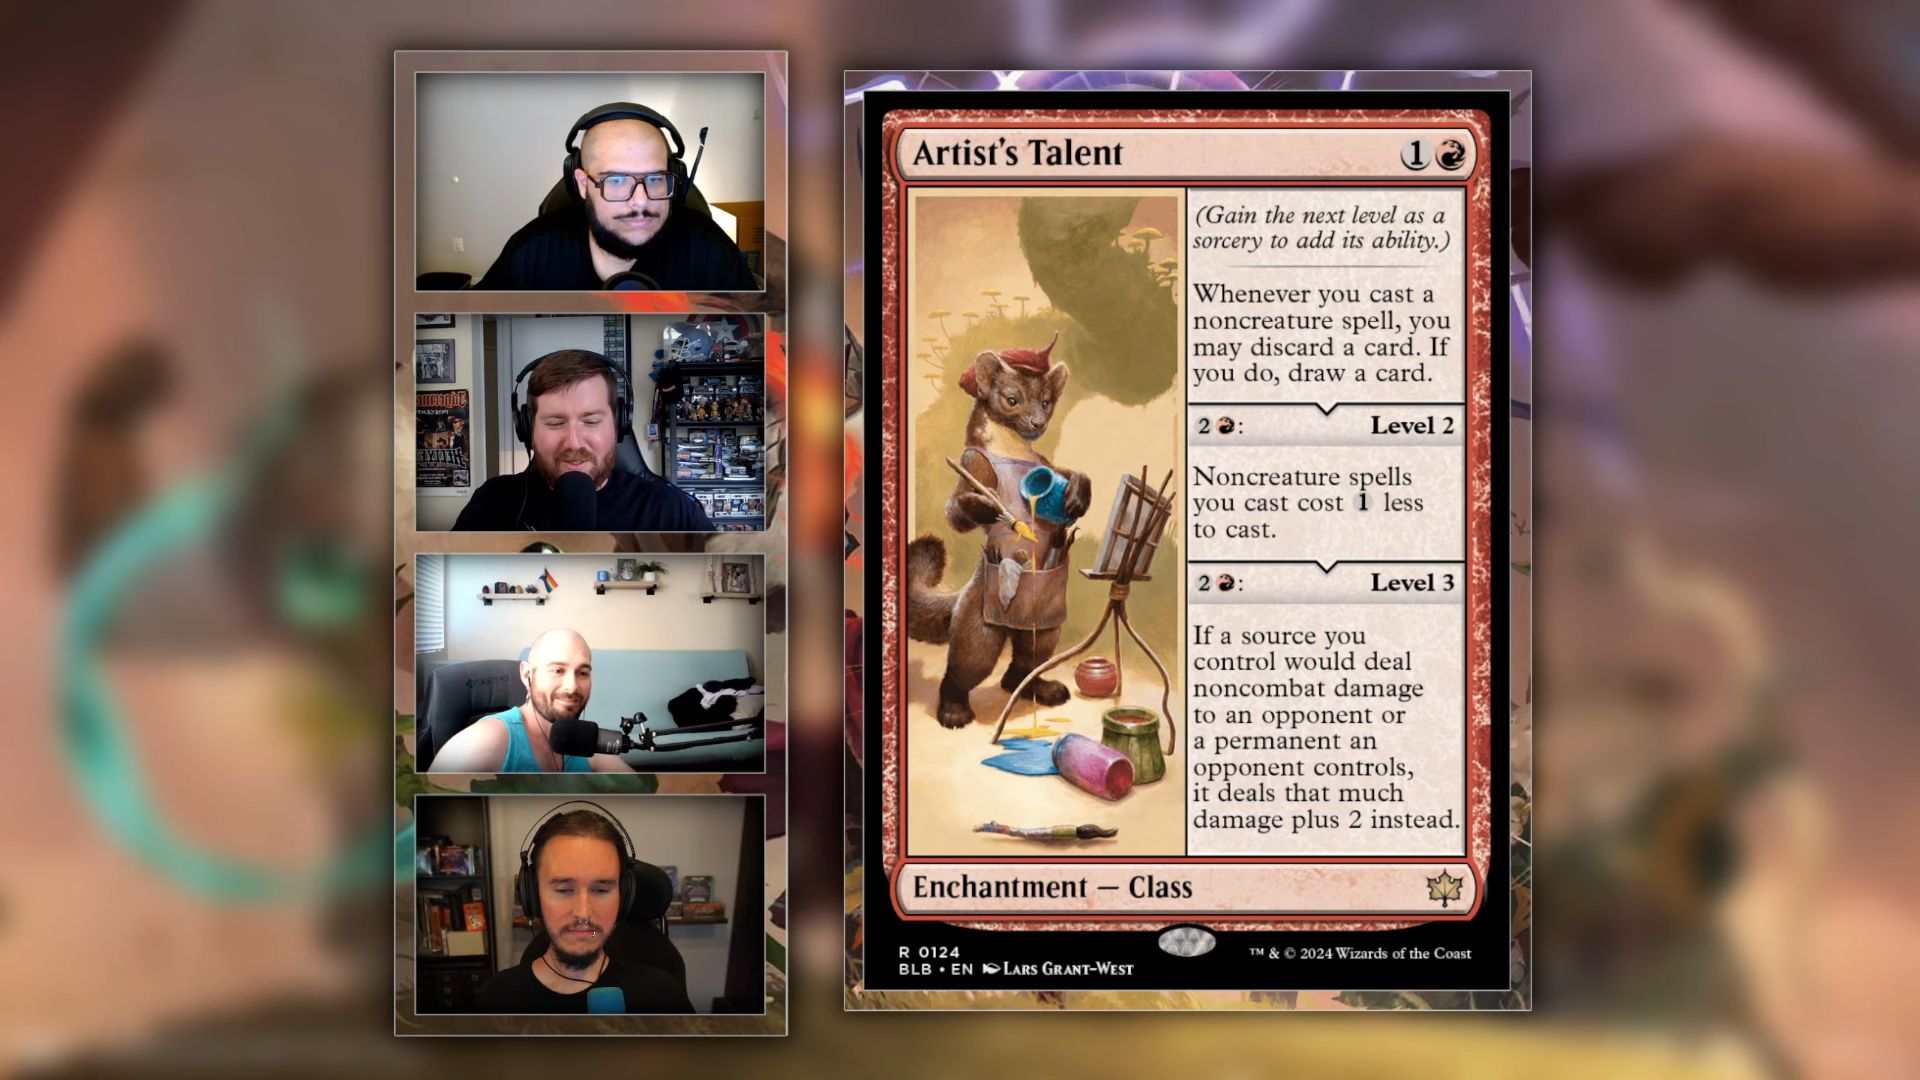 Artist's Talent 1
(Gain the next level as a
sorcery to add its ability.)
Whenever you cast a
noncreature spell, you
may discard a card. If
you do, draw a card.
2 : Level 2
Noncreature spells
you cast cost 1 less
to cast.
2 : Level 3
If a source you
control would deal
noncombat damage
to an opponent or
a permanent an
opponent controls,
it deals that much
damage plus 2 instead.
Enchantment — Class
R 0124
BLB • EN Lars Grant-West
™ & © 2024 Wizards of the Coast